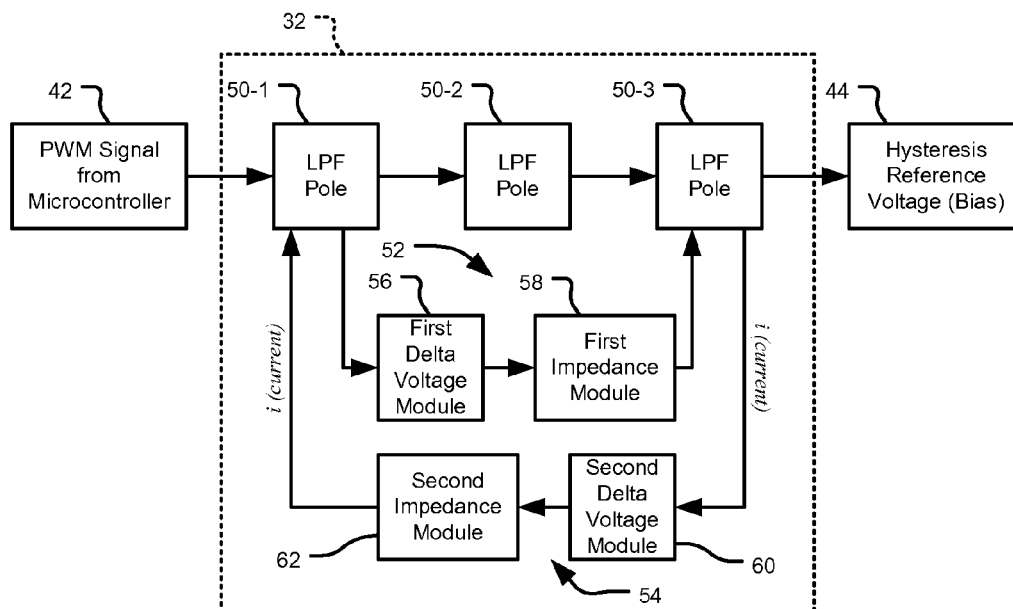 32
42
50-1
50-2
50-3
44
PWM Signal
from
Microcontroller
LPF
Pole
LPF
Pole
LPF
Pole
Hysteresis
Reference
Voltage (Bias)
52
56
58
i (current)
First
Delta
Voltage
Module
First
Impedance
Module
i (current)
Second
Impedance
Module
Second
Delta
Voltage
Module
62
60
54